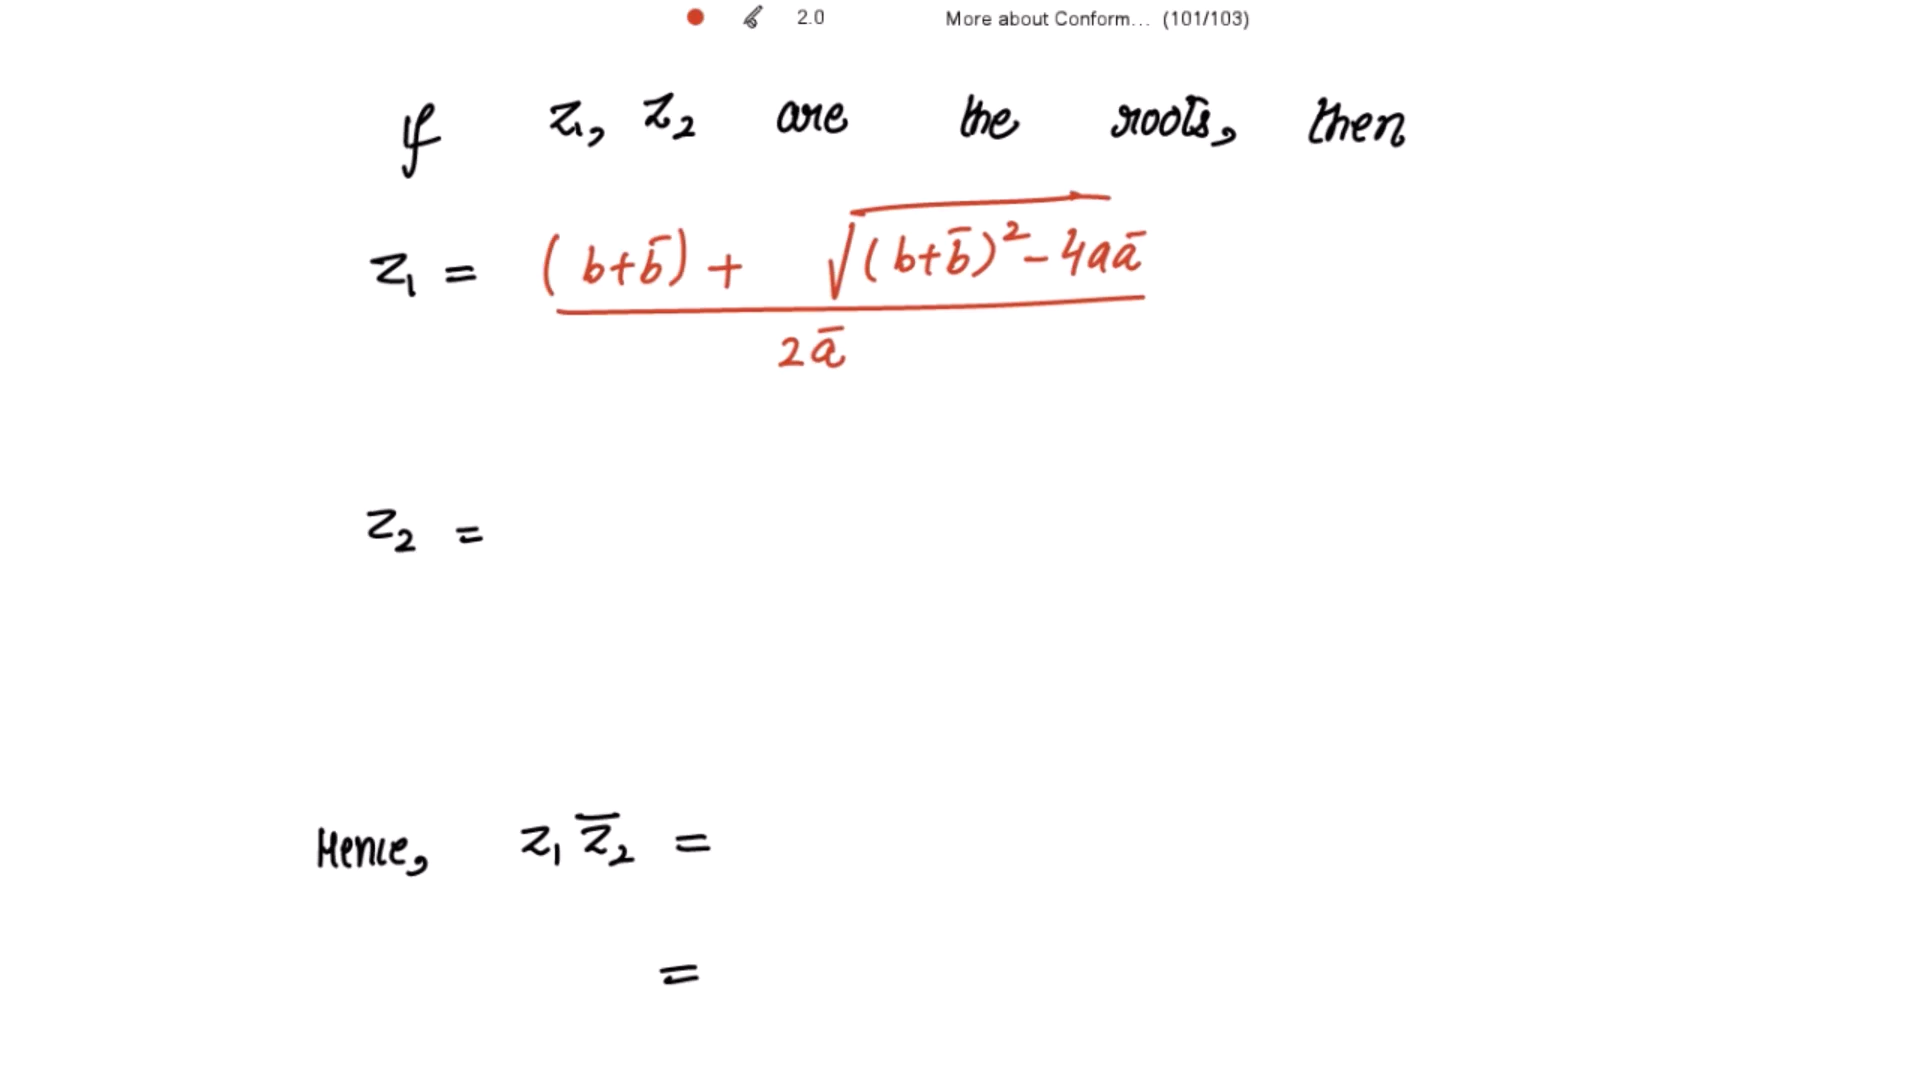 2.0 More about Conform... (101/103)
If z₁, z₂ are the roots, then
z₁ = (b+b̄) + √(b+b̄)² - 4aā
2ā
z₂ =
Hence, z₁ z̄₂ =
=